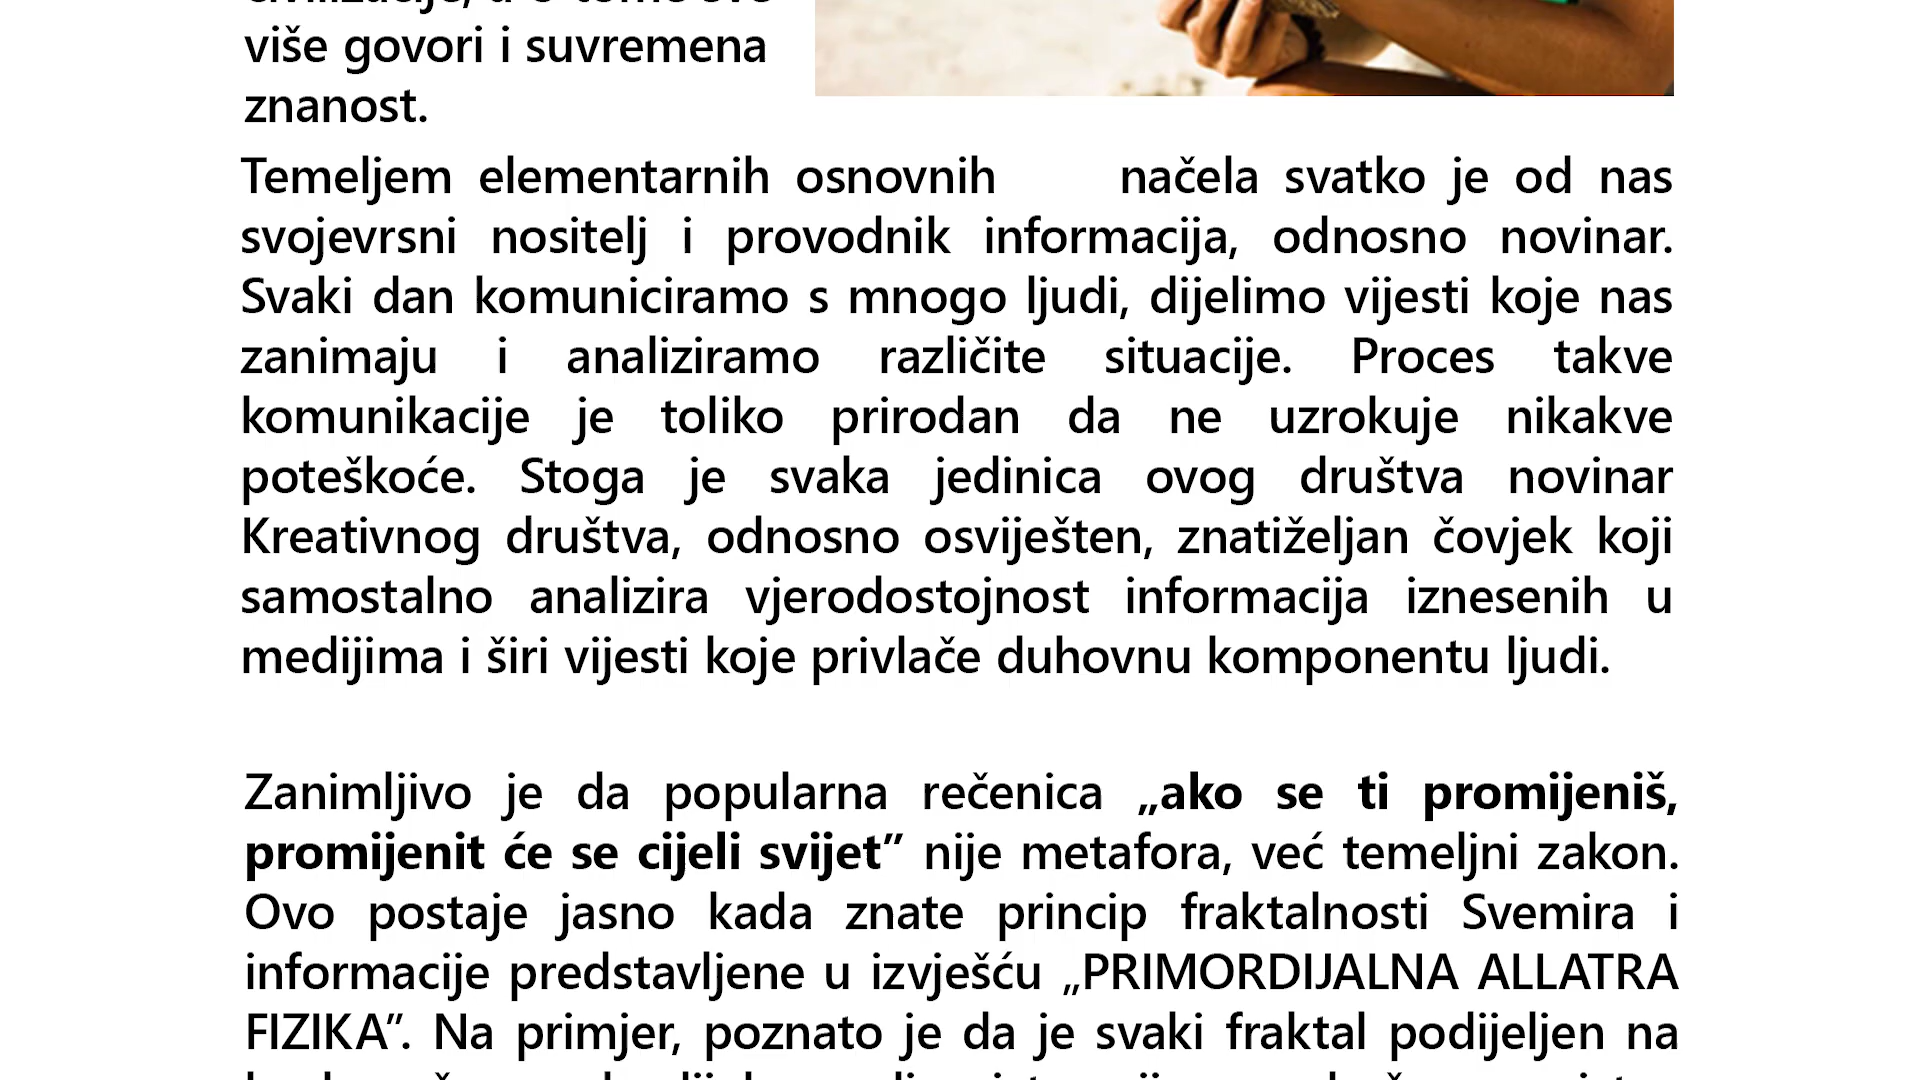 više govori i suvremena
znanost.
Temeljem elementarnih osnovnih načela svatko je od nas
svojevrsni nositelj i provodnik informacija, odnosno novinar.
Svaki dan komuniciramo s mnogo ljudi, dijelimo vijesti koje nas
zanimaju i analiziramo različite situacije. Proces takve
komunikacije je toliko prirodan da ne uzrokuje nikakve
poteškoće. Stoga je svaka jedinica ovog društva novinar
Kreativnog društva, odnosno osviješten, znatiželjan čovjek koji
samostalno analizira vjerodostojnost informacija iznesenih u
medijima i širi vijesti koje privlače duhovnu komponentu ljudi.
Zanimljivo je da popularna rečenica „ako se ti promijeniš,
promijenit će se cijeli svijet” nije metafora, već temeljni zakon.
Ovo postaje jasno kada znate princip fraktalnosti Svemira i
informacije predstavljene u izvješću „PRIMORDIJALNA ALLATRA
FIZIKA”. Na primjer, poznato je da je svaki fraktal podijeljen na